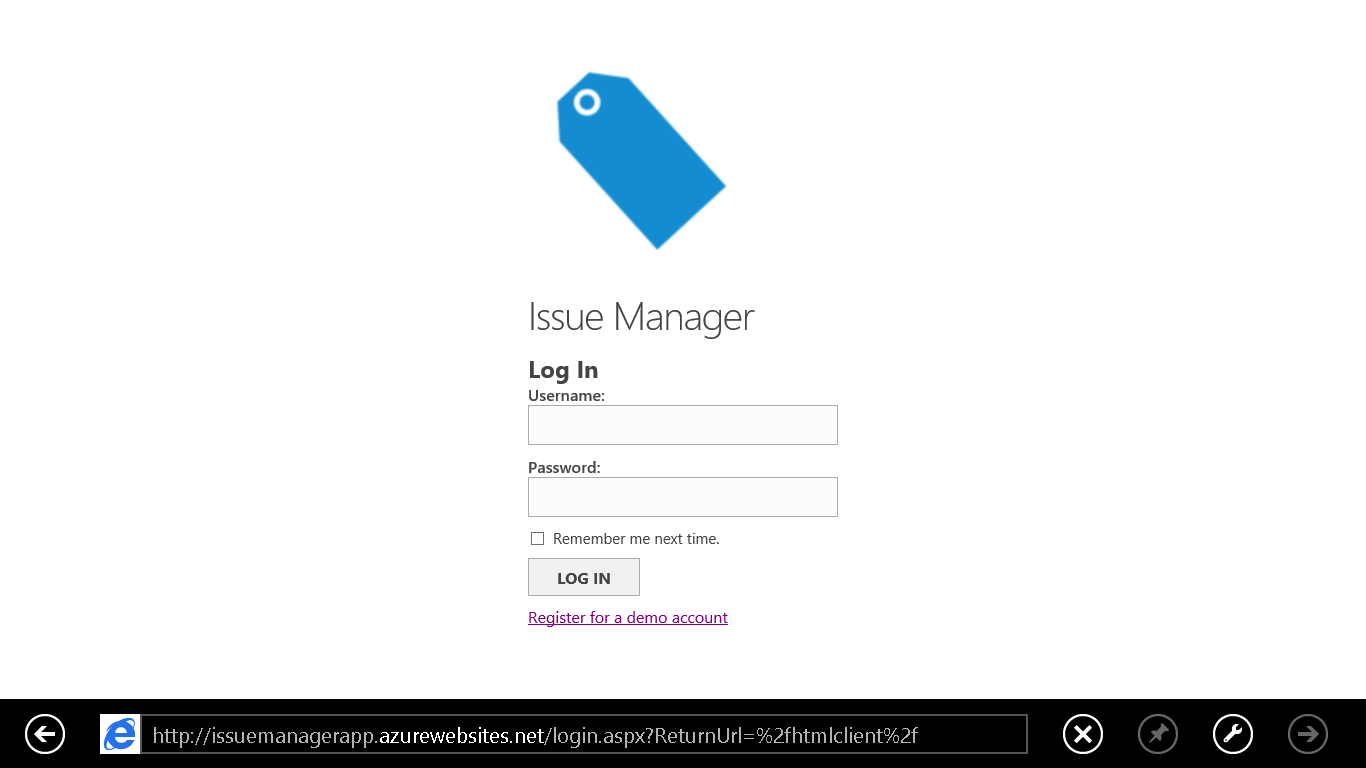 Issue Manager
Log In
Username:
Password:
Remember me next time.
LOG IN
Register for a demo account
http://issuemanagerapp.azurewebsites.net/login.aspx?ReturnUrl=%2fhtmlclient%2f